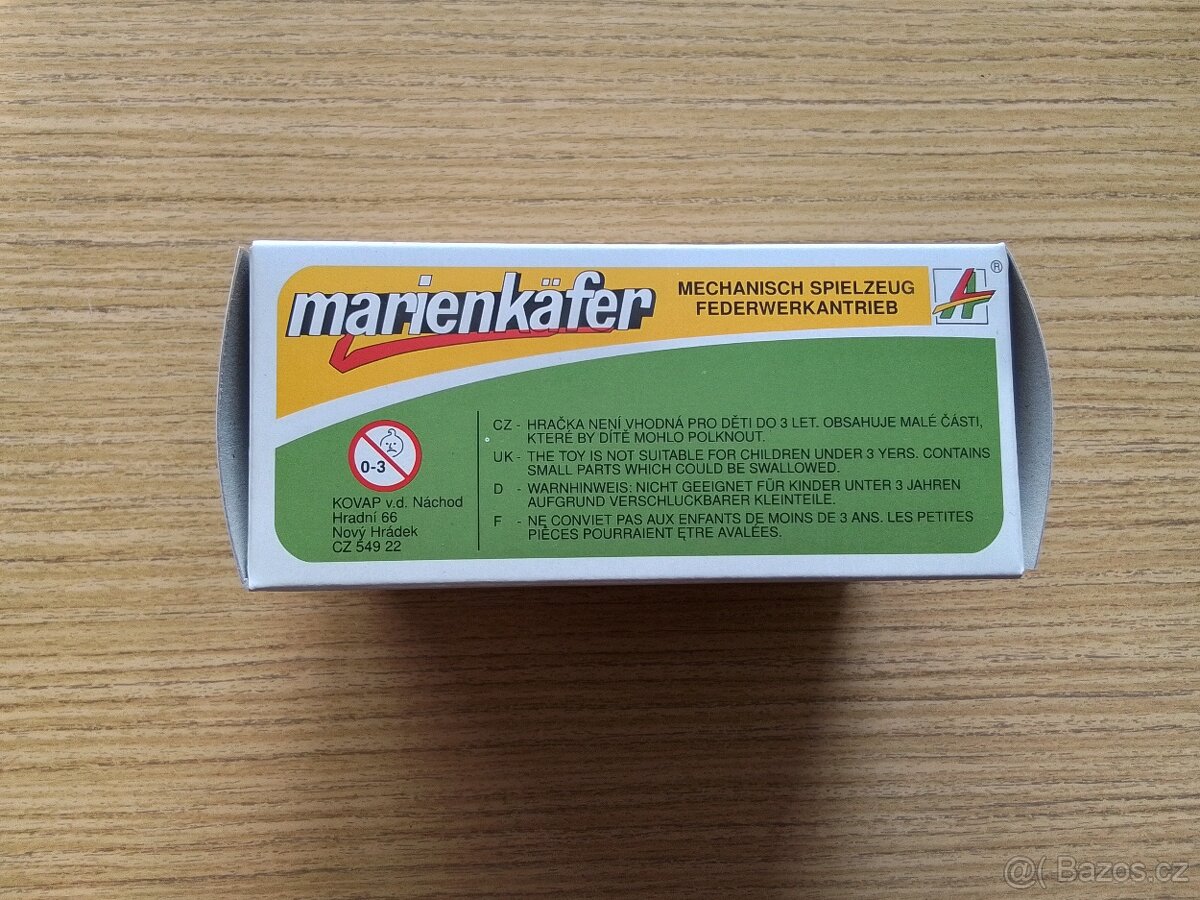 marienkäfer
MECHANISCH SPIELZEUG
FEDERWERKANTRIEB
®
0-3
KOVAP v.d. Náchod
Hradní 66
Nový Hrádek
CZ 549 22
CZ - HRAČKA NENÍ VHODNÁ PRO DĚTI DO 3 LET. OBSAHUJE MALÉ ČÁSTI,
KTERÉ BY DÍTĚ MOHLO POLKNOUT.
UK - THE TOY IS NOT SUITABLE FOR CHILDREN UNDER 3 YERS. CONTAINS
SMALL PARTS WHICH COULD BE SWALLOWED.
D - WARNHINWEIS: NICHT GEEIGNET FÜR KINDER UNTER 3 JAHREN
AUFGRUND VERSCHLUCKBARER KLEINTEILE.
F - NE CONVIET PAS AUX ENFANTS DE MOINS DE 3 ANS. LES PETITES
PIĚCES POURRAIENT ĘTRE AVALÉES.
@( Bazos.cz